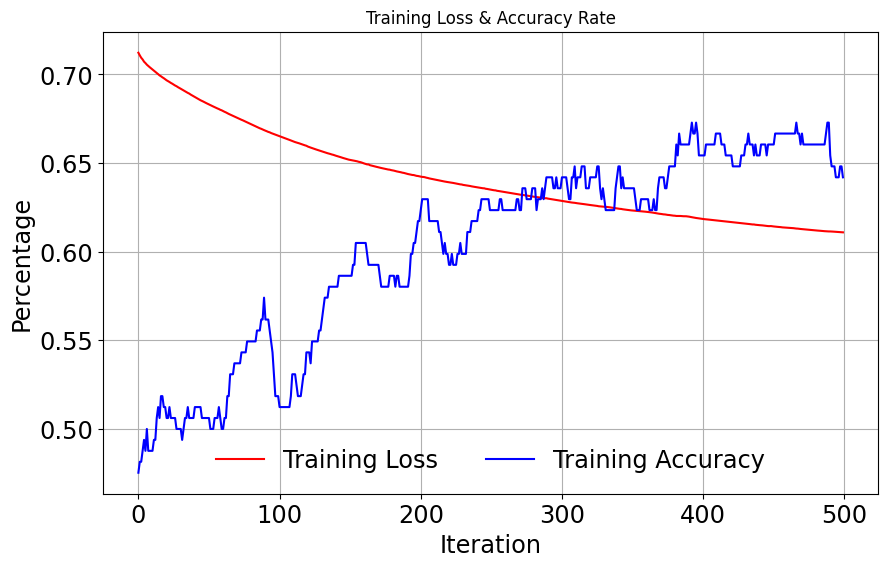 Training Loss & Accuracy Rate
Percentage
0.70
0.65
0.60
0.55
0.50
Training Loss
Training Accuracy
0
100
200
300
400
500
Iteration